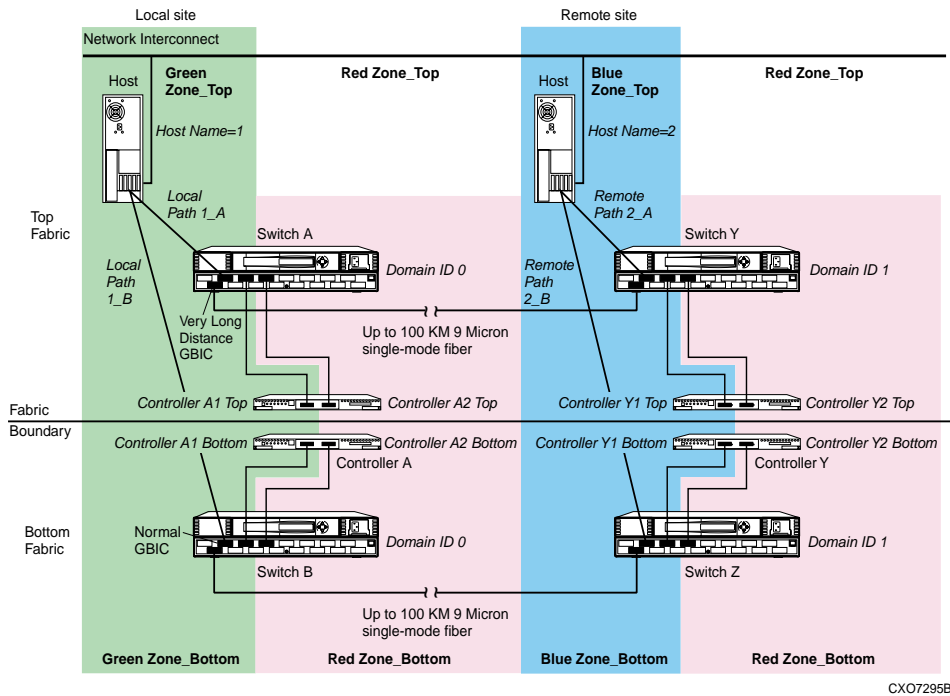 Local site
Remote site
Network Interconnect
Host
Green
Zone_Top
Red Zone_Top
Host
Blue
Zone_Top
Red Zone_Top
Host Name=1
Host Name=2
Local
Path 1_A
Remote
Path 2_A
Top
Fabric
Switch A
Switch Y
Local
Path
1_B
Domain ID 0
Remote
Path
2_B
Domain ID 1
Very Long
Distance
GBIC
Up to 100 KM 9 Micron
single-mode fiber
Controller A1 Top
Controller A2 Top
Controller Y1 Top
Controller Y2 Top
Fabric
Boundary
Controller A1 Bottom
Controller A2 Bottom
Controller Y1 Bottom
Controller Y2 Bottom
Controller A
Controller Y
Bottom
Fabric
Normal
GBIC
Domain ID 0
Domain ID 1
Switch B
Switch Z
Up to 100 KM 9 Micron
single-mode fiber
Green Zone_Bottom
Red Zone_Bottom
Blue Zone_Bottom
Red Zone_Bottom
CXO7295B